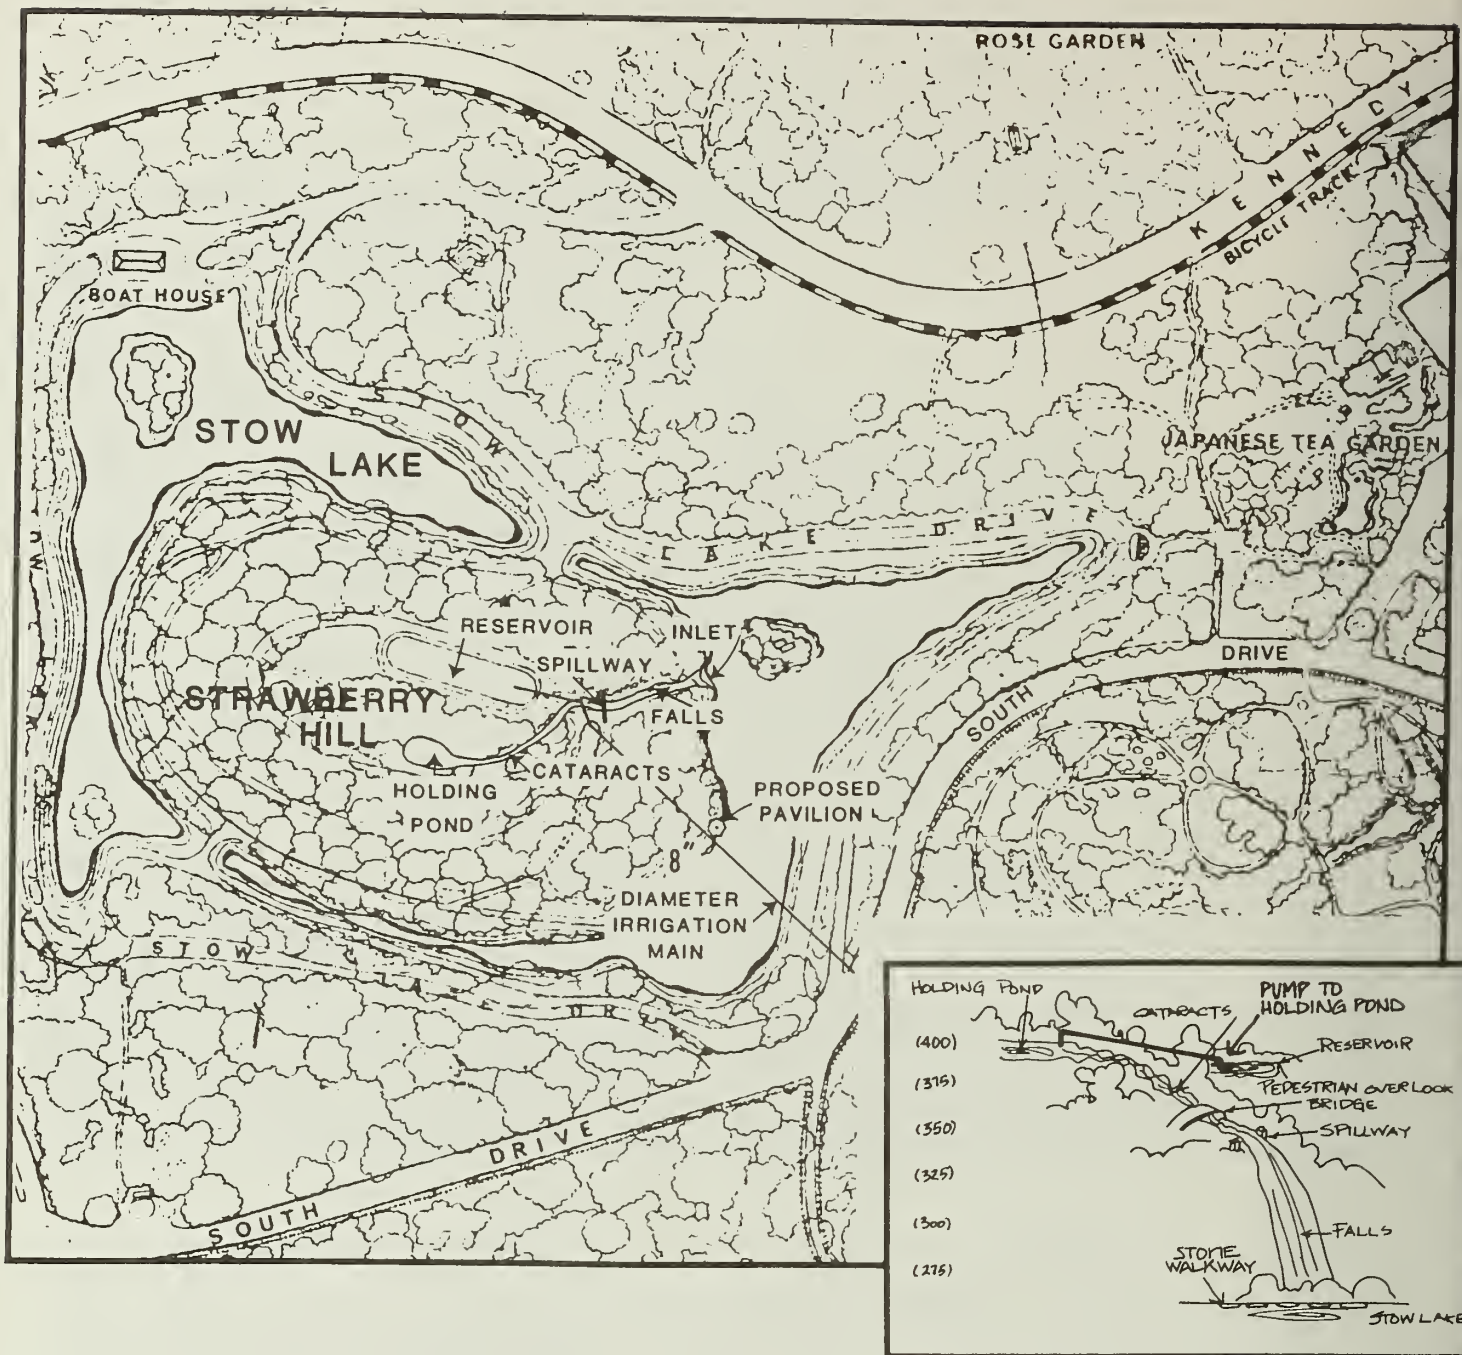 ROSE GARDEN
KENNEDY
BICYCLE TRACK
BOAT HOUSE
STOW
LAKE
STOW
LAKE DRIVE
JAPANESE TEA GARDEN
RESERVOIR
INLET
SPILLWAY
DRIVE
SOUTH
STRAWBERRY
HILL
FALLS
CATARACTS
HOLDING
POND
PROPOSED
PAVILION
8"
DIAMETER
IRRIGATION
MAIN
STOW LAKE DRIVE
DRIVE
SOUTH
HOLDING POND
PUMP TO
HOLDING POND
CATARACTS
(400)
RESERVOIR
(375)
PEDESTRIAN OVERLOOK
BRIDGE
(350)
SPILLWAY
(325)
(300)
FALLS
STONE
WALKWAY
(275)
STOW LAKE